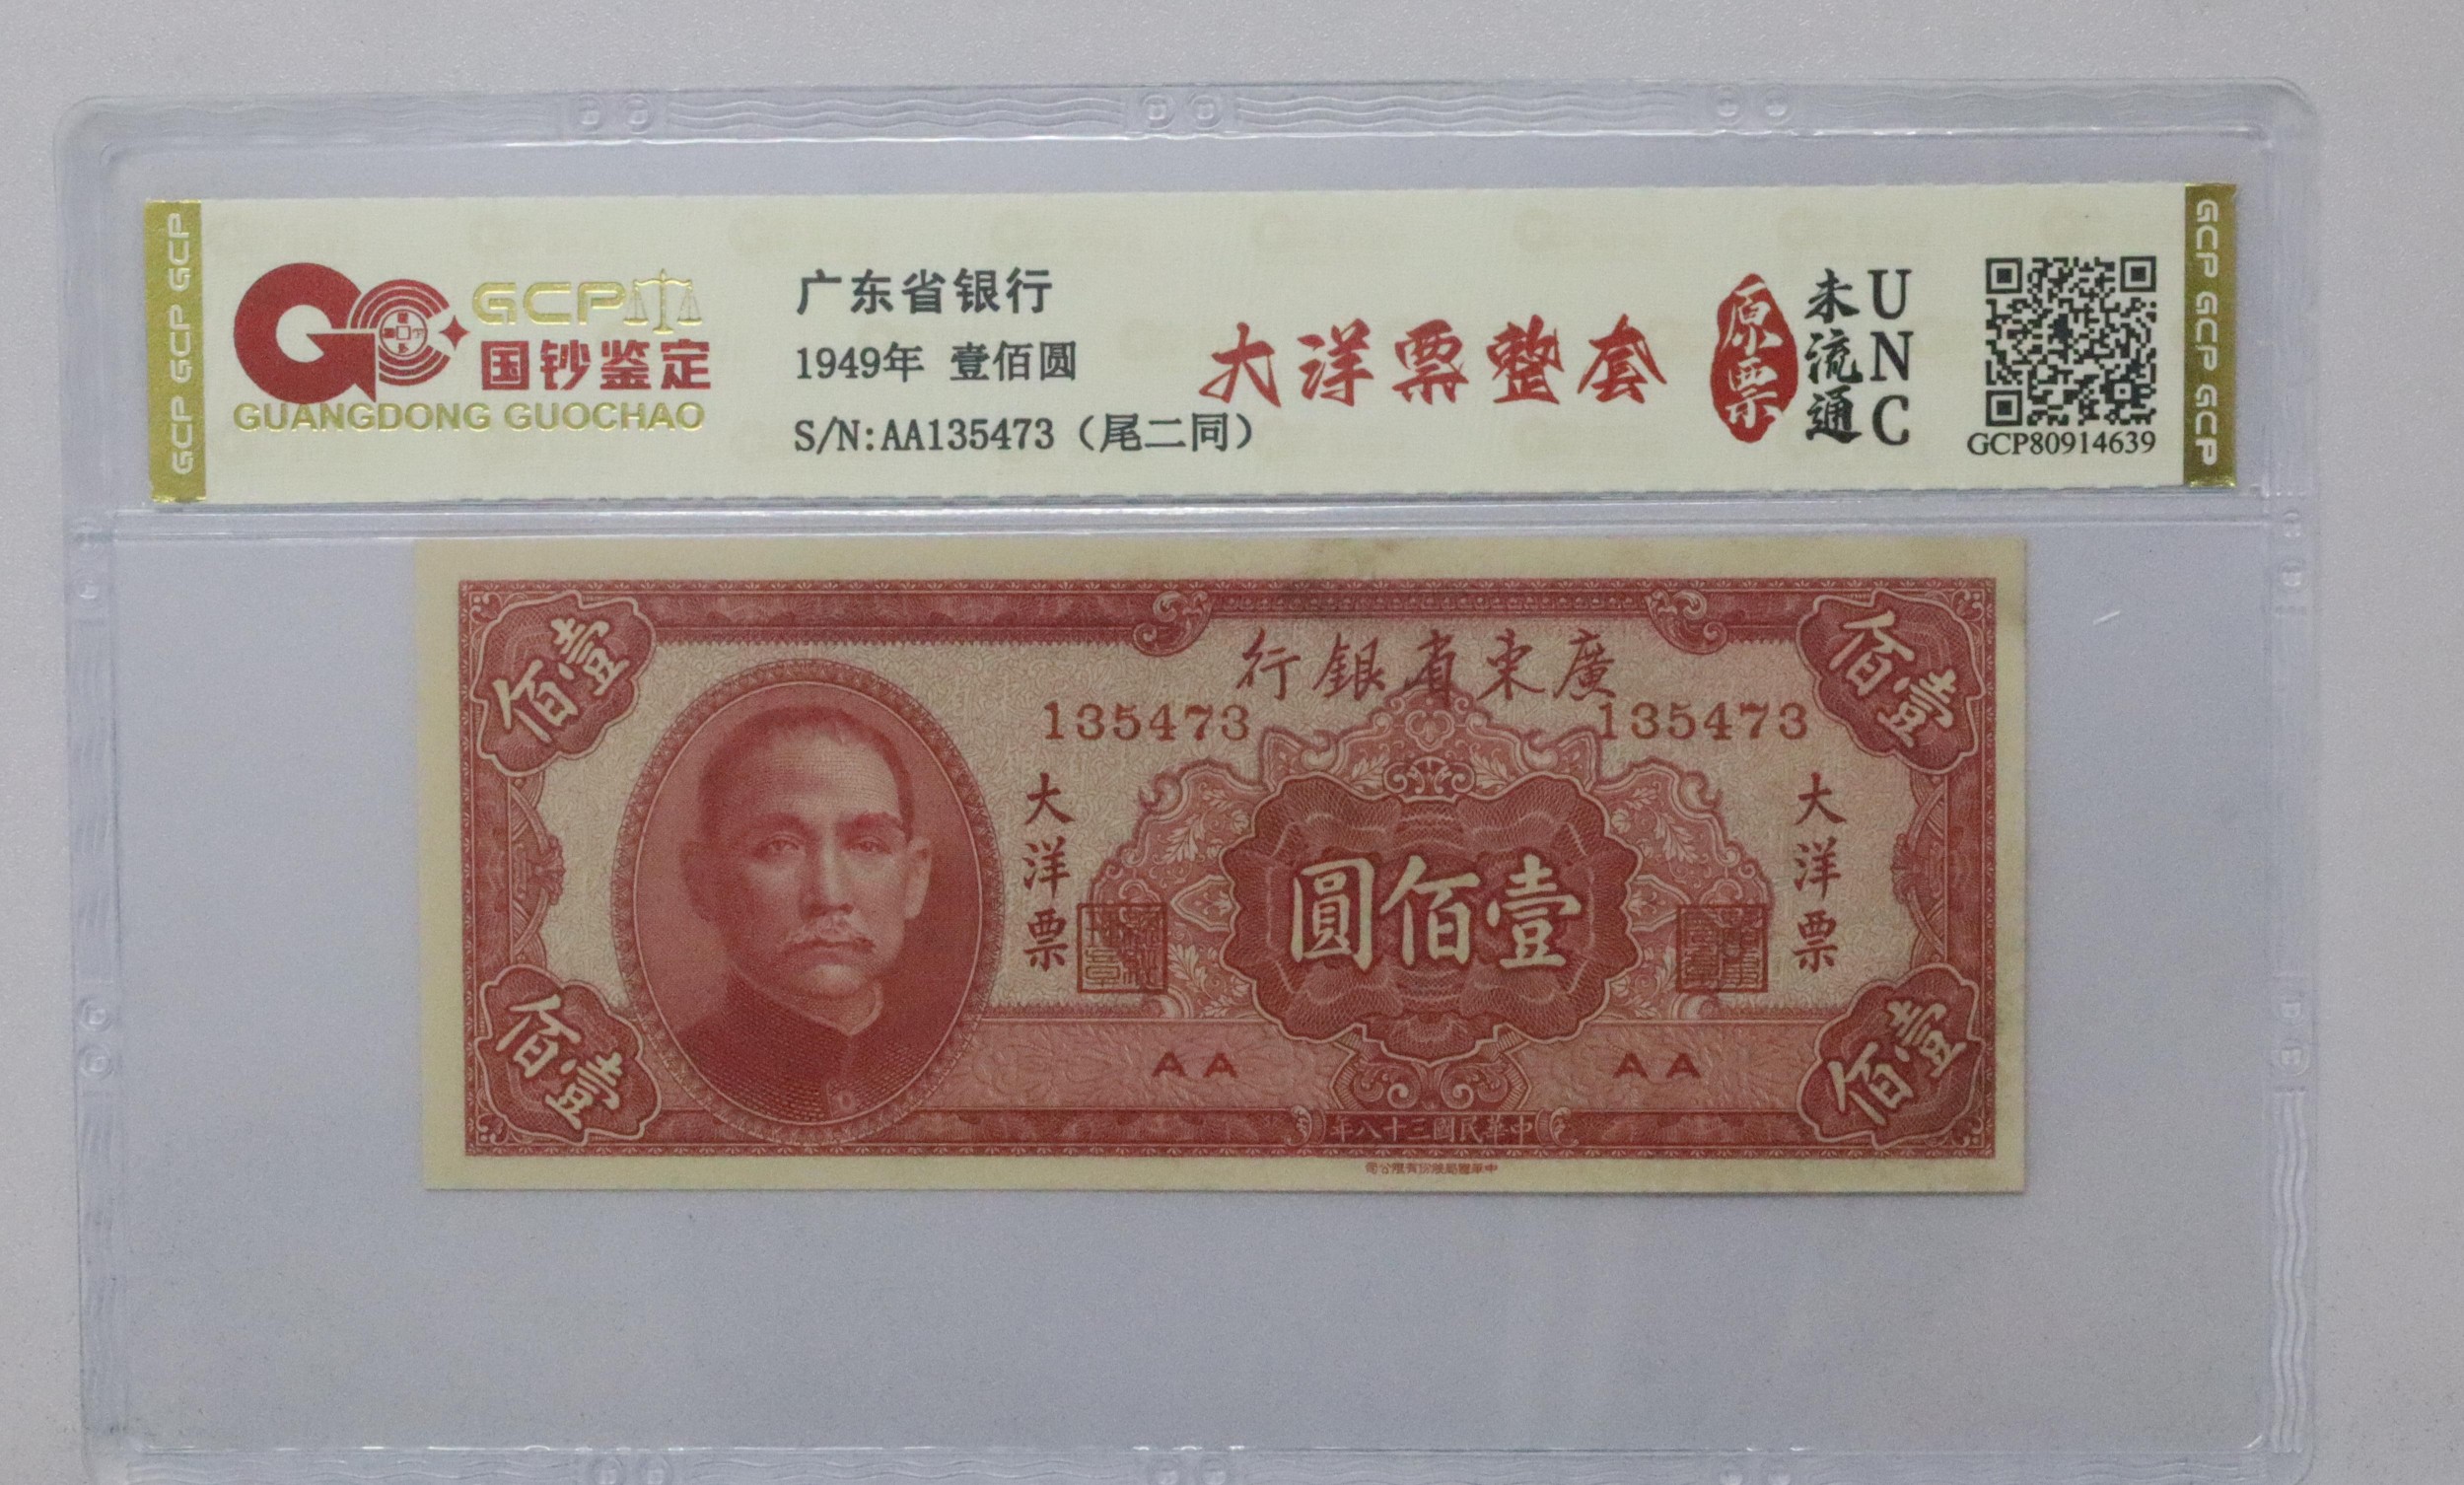 GCP GCP GCP
GCP
国钞鉴定
GUANGDONG GUOCHAO
广东省银行
1949年 壹佰圆
S/N:AA135473（尾二同）
大洋票整套
原票
未流通
UNC
GCP80914639
GCP GCP GCP
佰壹
行銀省東廣
佰壹
135473
135473
大洋票
圓佰壹
大洋票
佰壹
AA
AA
佰壹
年八十三國民華中